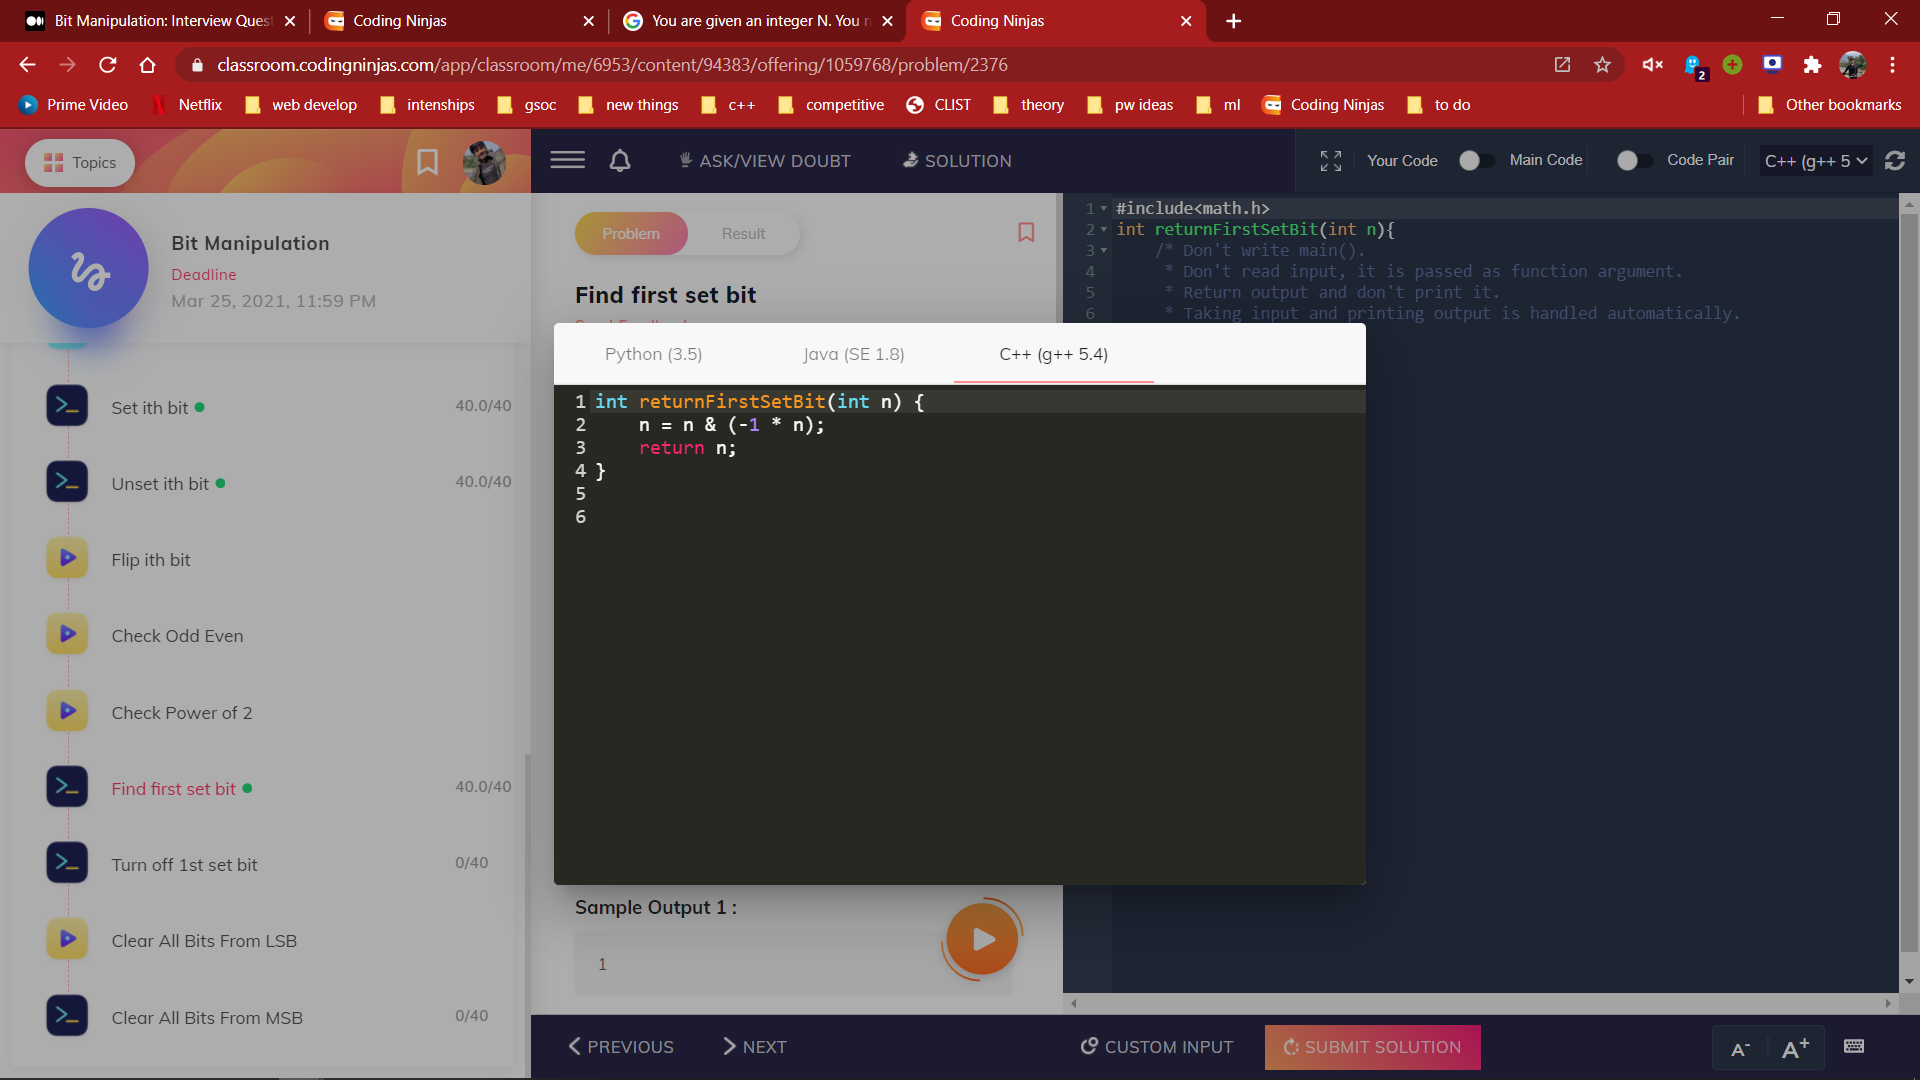 Bit Manipulation: Interview Ques
Coding Ninjas
You are given an integer N. You n
Coding Ninjas
classroom.codingninjas.com/app/classroom/me/6953/content/94383/offering/1059768/problem/2376
2
Prime Video
Netflix
web develop
intenships
gsoc
new things
c++
competitive
CLIST
theory
pw ideas
ml
Coding Ninjas
to do
Other bookmarks
Topics
ASK/VIEW DOUBT
SOLUTION
Your Code
Main Code
Code Pair
C++ (g++ 5
Bit Manipulation
Deadline
Mar 25, 2021, 11:59 PM
Set ith bit
40.0/40
Unset ith bit
40.0/40
Flip ith bit
Check Odd Even
Check Power of 2
Find first set bit
40.0/40
Turn off 1st set bit
0/40
Clear All Bits From LSB
Clear All Bits From MSB
0/40
Problem
Result
Find first set bit
1 #include<math.h>
2 int returnFirstSetBit(int n){
3 /* Don't write main().
4 * Don't read input, it is passed as function argument.
5 * Return output and don't print it.
6 * Taking input and printing output is handled automatically.
Python (3.5)
Java (SE 1.8)
C++ (g++ 5.4)
1 int returnFirstSetBit(int n) {
2 n = n & (-1 * n);
3 return n;
4 }
5
6
Sample Output 1 :
1
PREVIOUS
NEXT
CUSTOM INPUT
SUBMIT SOLUTION
A-
A+